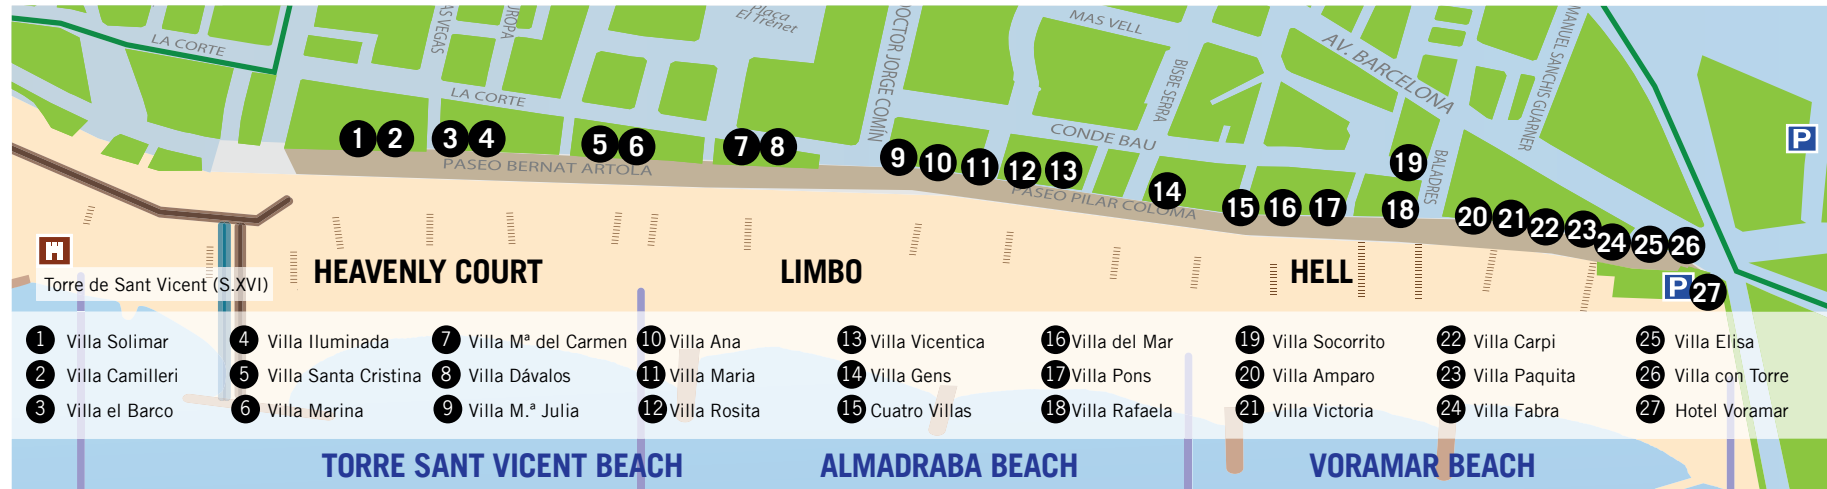 Plaça
El Trenet
LA CORTE
AS VEGAS
UROPA
DOCTOR JORGE COMÍN
MAS VELL
BISBE SERRA
AV. BARCELONA
MANUEL SANCHIS GUARNER
LA CORTE
CONDE BAU
BALADRES
P
1 2 3 4 5 6 7 8 9 10 11 12 13 14 15 16 17 18 19 20 21 22 23 24 25 26 27
PASEO BERNAT ARTOLA
PASEO PILAR COLOMA
P
Torre de Sant Vicent (S.XVI)
HEAVENLY COURT
LIMBO
HELL
1 Villa Solimar
2 Villa Camilleri
3 Villa el Barco
4 Villa Iluminada
5 Villa Santa Cristina
6 Villa Marina
7 Villa Mª del Carmen
8 Villa Dávalos
9 Villa M.ª Julia
10 Villa Ana
11 Villa Maria
12 Villa Rosita
13 Villa Vicentica
14 Villa Gens
15 Cuatro Villas
16 Villa del Mar
17 Villa Pons
18 Villa Rafaela
19 Villa Socorrito
20 Villa Amparo
21 Villa Victoria
22 Villa Carpi
23 Villa Paquita
24 Villa Fabra
25 Villa Elisa
26 Villa con Torre
27 Hotel Voramar
TORRE SANT VICENT BEACH
ALMADRABA BEACH
VORAMAR BEACH